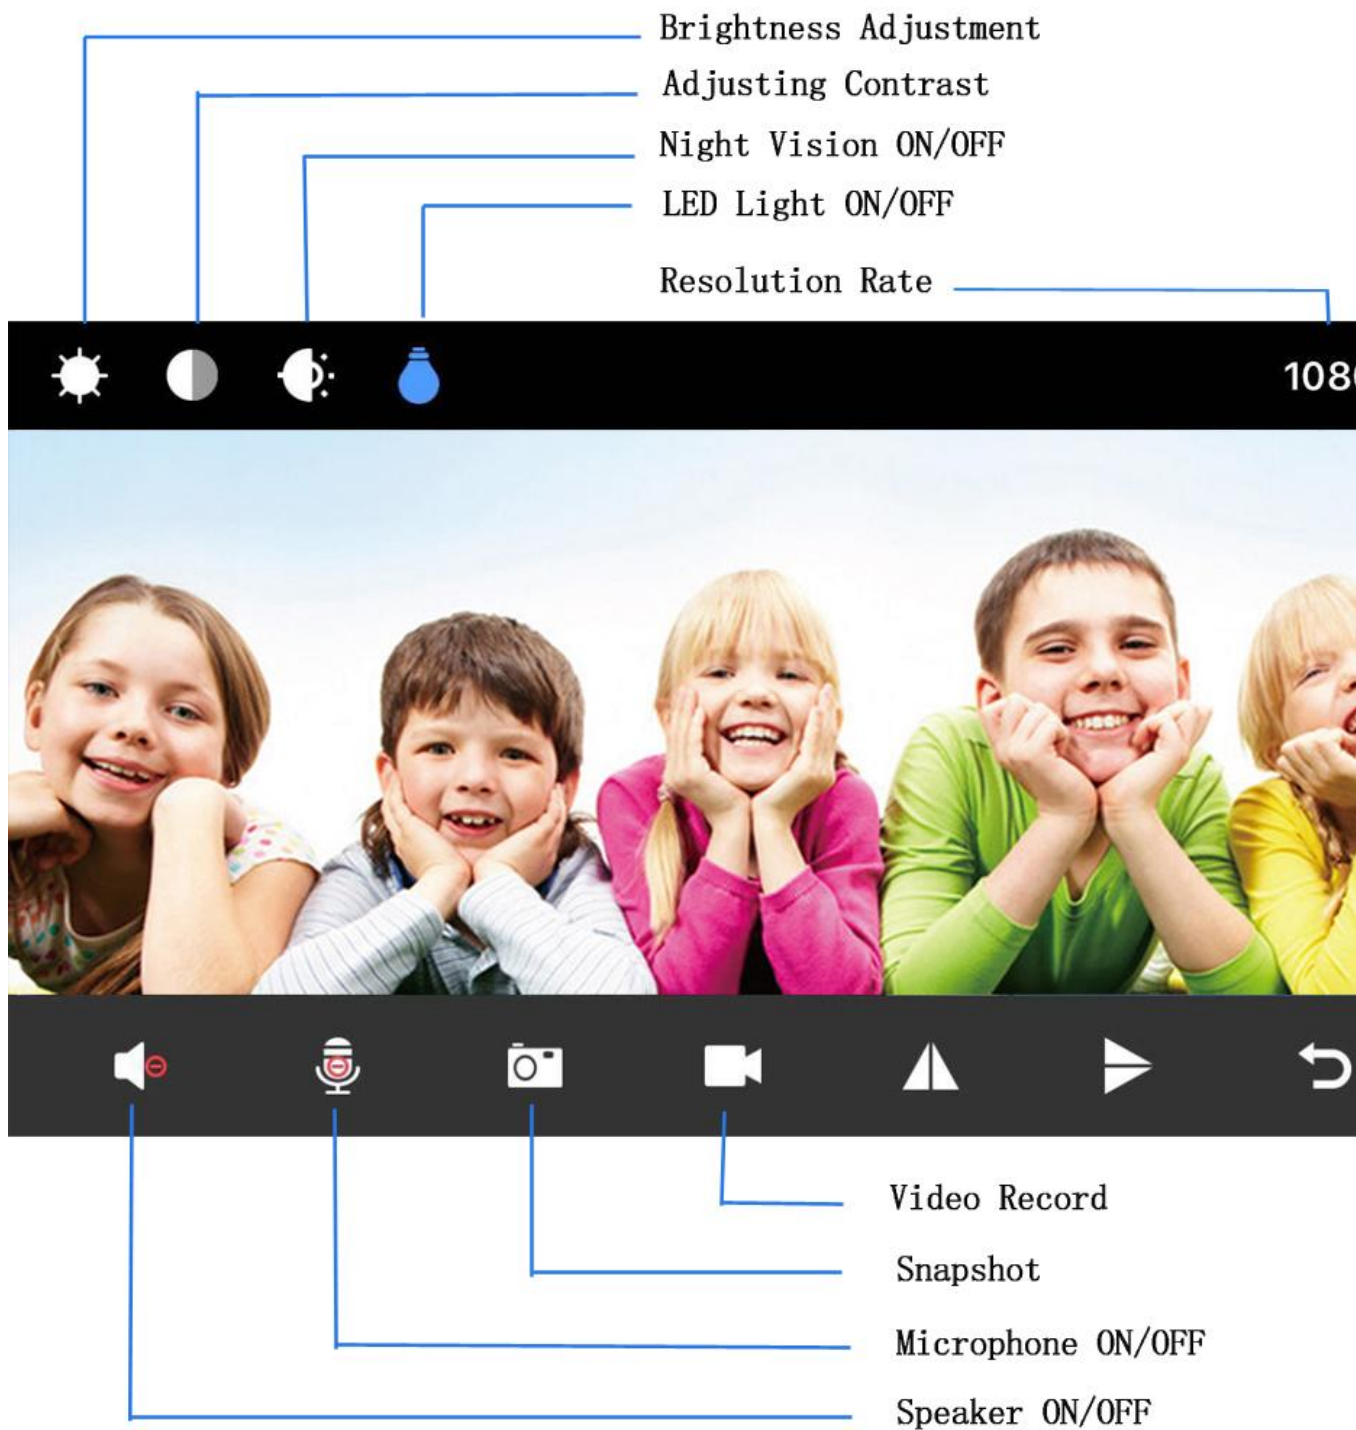 Brightness Adjustment
Adjusting Contrast
Night Vision ON/OFF
LED Light ON/OFF
Resolution Rate
Video Record
Snapshot
Microphone ON/OFF
Speaker ON/OFF